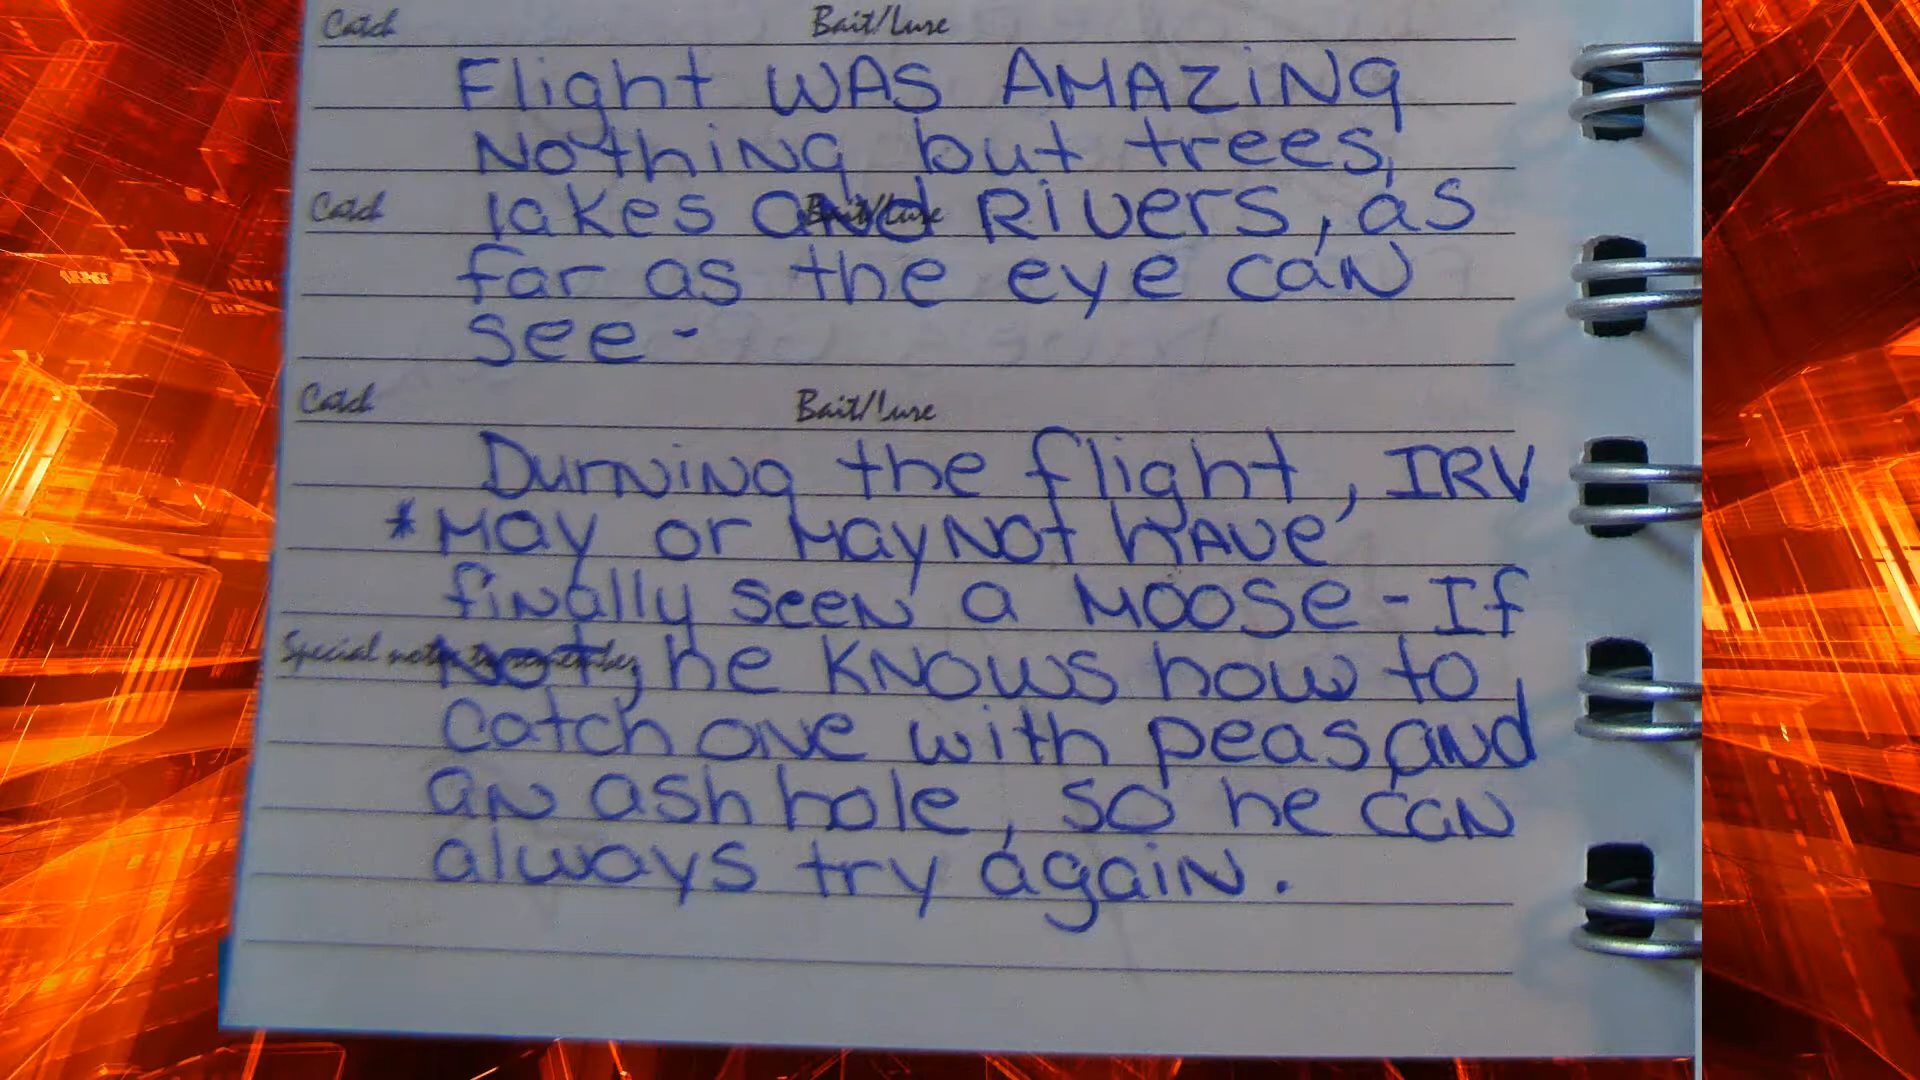 Catch Bait/Lure
Flight WAS AMAZiNg
NothiNg but trees,
Catch Bait/Lure
lakes aNd RiveRS, as
far as the eye caN
see -
Catch Bait/Lure
DurNiNg the flight, IRV
*May or May Not hAve
fiNally seeN a Moose - If
Special notes to remember
Not, he KNows how to
catch oNe with peas aNd
aN ash hole, so he caN
always try agaiN.